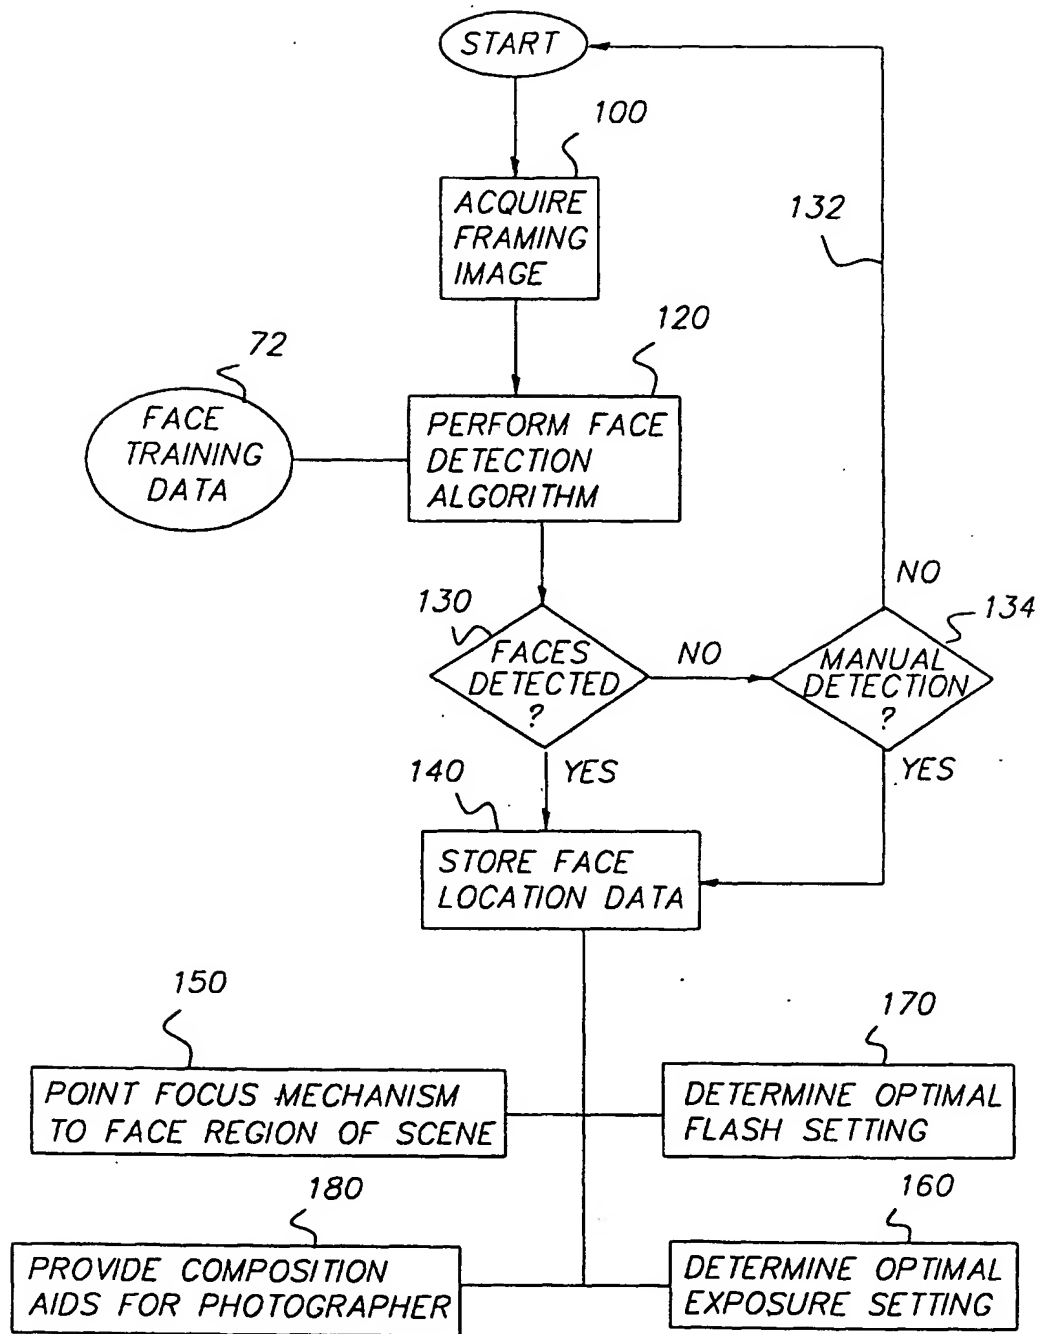 START
100
ACQUIRE
FRAMING
IMAGE
132
120
72
FACE
TRAINING
DATA
PERFORM FACE
DETECTION
ALGORITHM
NO
130
134
FACES
DETECTED
?
NO
MANUAL
DETECTION
?
140
YES
YES
STORE FACE
LOCATION DATA
150
170
POINT FOCUS MECHANISM
TO FACE REGION OF SCENE
DETERMINE OPTIMAL
FLASH SETTING
180
160
PROVIDE COMPOSITION
AIDS FOR PHOTOGRAPHER
DETERMINE OPTIMAL
EXPOSURE SETTING